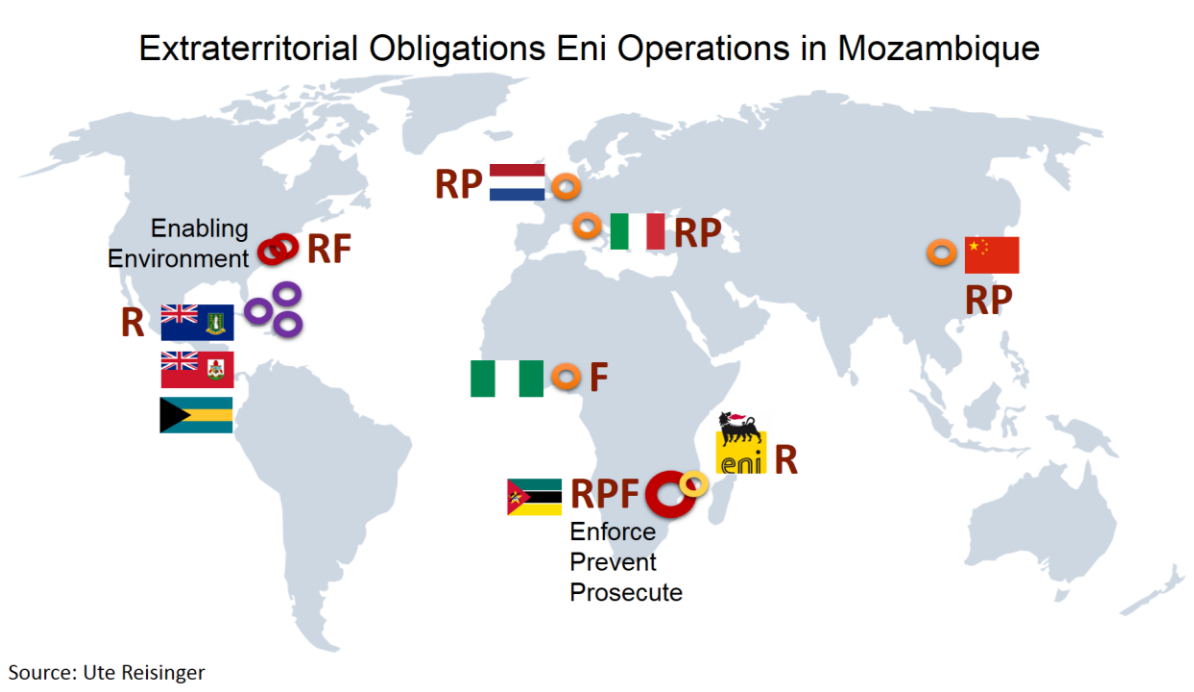 Extraterritorial Obligations Eni Operations in Mozambique
RP
RP
Enabling
Environment
RF
RP
R
F
eni
R
RPF
Enforce
Prevent
Prosecute
Source: Ute Reisinger